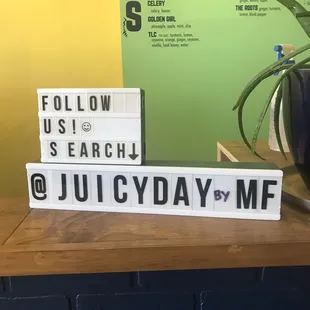 S
CELERY
GOLDEN GIRL
TLC
THE ROOTS
FOLLOW
US! ☺
SEARCH↓
@JUICYDAY BY MF